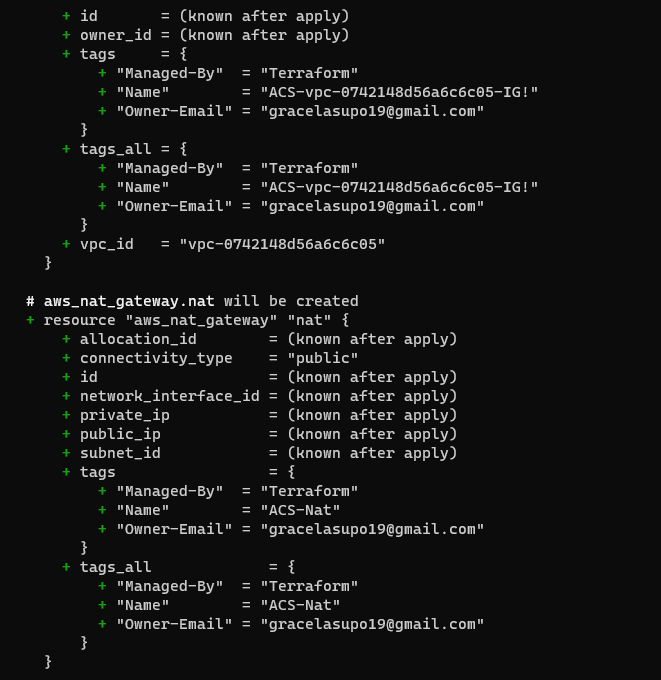 + id       = (known after apply)
+ owner_id = (known after apply)
+ tags     = {
+ "Managed-By"  = "Terraform"
+ "Name"        = "ACS-vpc-0742148d56a6c6c05-IG!"
+ "Owner-Email" = "gracelasupo19@gmail.com"
}
+ tags_all = {
+ "Managed-By"  = "Terraform"
+ "Name"        = "ACS-vpc-0742148d56a6c6c05-IG!"
+ "Owner-Email" = "gracelasupo19@gmail.com"
}
+ vpc_id   = "vpc-0742148d56a6c6c05"
}
# aws_nat_gateway.nat will be created
+ resource "aws_nat_gateway" "nat" {
+ allocation_id        = (known after apply)
+ connectivity_type    = "public"
+ id                   = (known after apply)
+ network_interface_id = (known after apply)
+ private_ip           = (known after apply)
+ public_ip            = (known after apply)
+ subnet_id            = (known after apply)
+ tags                 = {
+ "Managed-By"  = "Terraform"
+ "Name"        = "ACS-Nat"
+ "Owner-Email" = "gracelasupo19@gmail.com"
}
+ tags_all             = {
+ "Managed-By"  = "Terraform"
+ "Name"        = "ACS-Nat"
+ "Owner-Email" = "gracelasupo19@gmail.com"
}
}